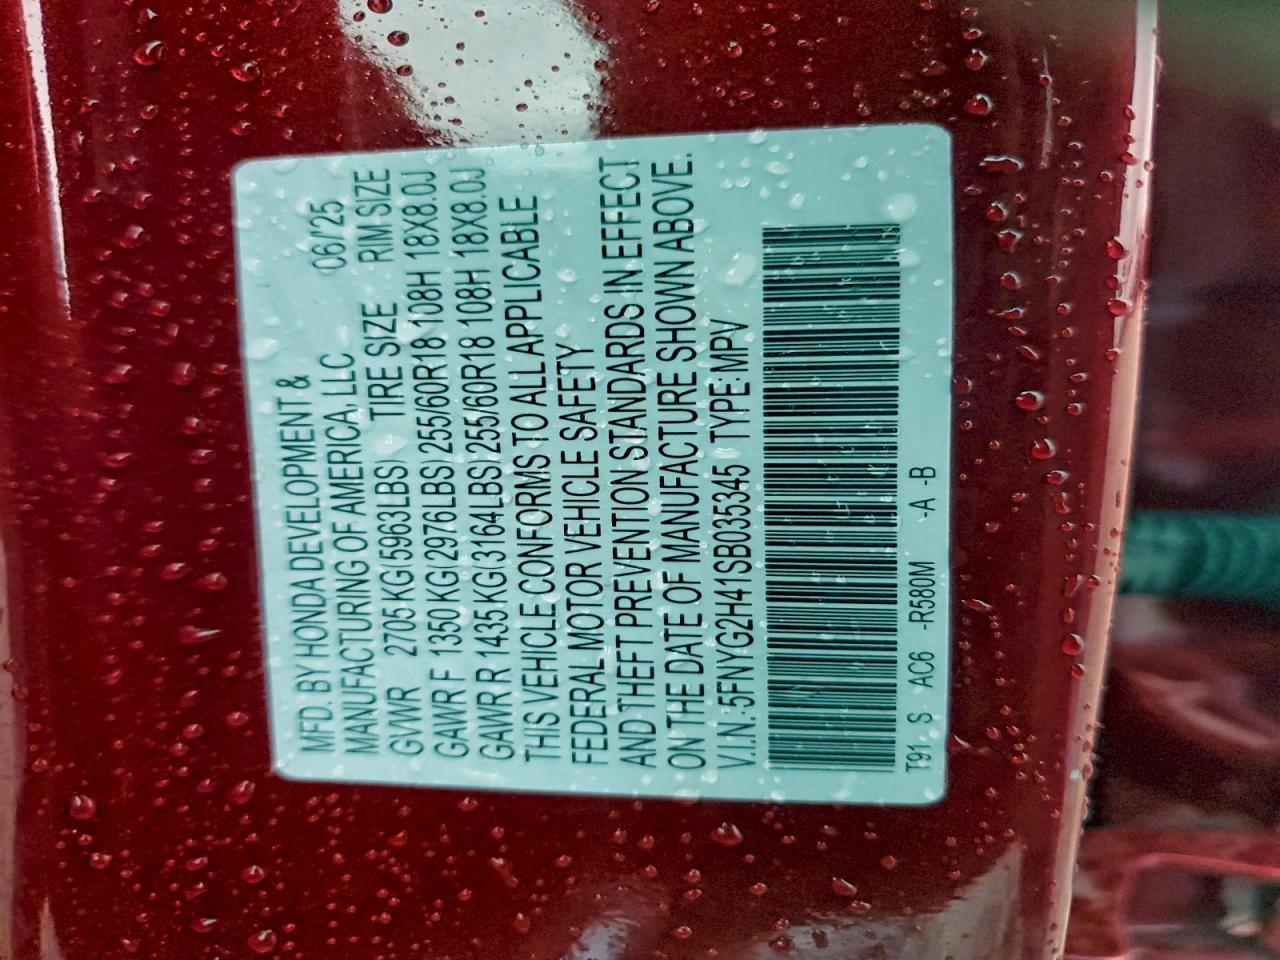 MFD. BY HONDA DEVELOPMENT &
MANUFACTURING OF AMERICA, LLC 06/25
GVWR 2705 KG(5963LBS) TIRE SIZE RIM SIZE
GAWR F 1350 KG(2976LBS) 255/60R18 108H 18X8.0J
GAWR R 1435 KG(3164LBS) 255/60R18 108H 18X8.0J
THIS VEHICLE CONFORMS TO ALL APPLICABLE
FEDERAL MOTOR VEHICLE SAFETY
AND THEFT PREVENTION STANDARDS IN EFFECT
ON THE DATE OF MANUFACTURE SHOWN ABOVE.
V.I.N.:5FNYG2H41SB035345 TYPE:MPV
T91 S AC6 -R580M -A -B